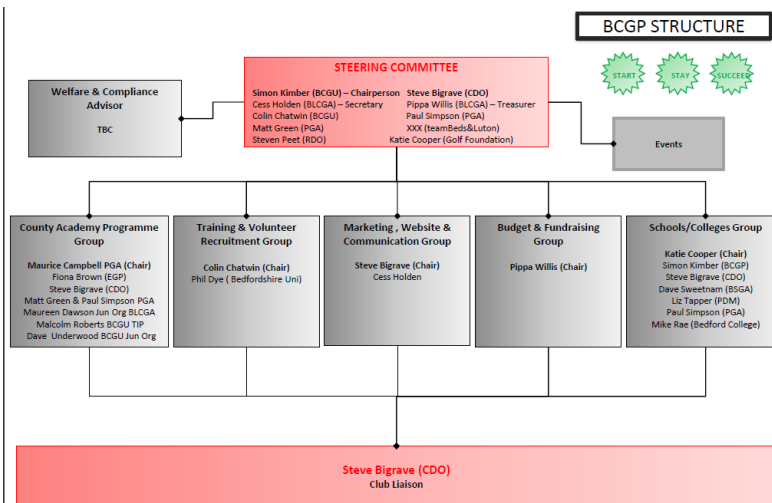 BCGP STRUCTURE
START
STAY
SUCCEED
STEERING COMMITTEE
Simon Kimber (BCGU) – Chairperson
Cess Holden (BLCGA) – Secretary
Colin Chatwin (BCGU)
Matt Green (PGA)
Steven Peet (RDO)
Steve Bigrave (CDO)
Pippa Willis (BLCGA) – Treasurer
Paul Simpson (PGA)
XXX (teamBeds&Luton)
Katie Cooper (Golf Foundation)
Welfare & Compliance
Advisor
TBC
Events
County Academy Programme
Group
Maurice Campbell PGA (Chair)
Fiona Brown (EGP)
Steve Bigrave (CDO)
Matt Green & Paul Simpson PGA
Maureen Dawson Jun Org BLCGA
Malcolm Roberts BCGU TIP
Dave Underwood BCGU Jun Org
Training & Volunteer
Recruitment Group
Colin Chatwin (Chair)
Phil Dye ( Bedfordshire Uni)
Marketing , Website &
Communication Group
Steve Bigrave (Chair)
Cess Holden
Budget & Fundraising
Group
Pippa Willis (Chair)
Schools/Colleges Group
Katie Cooper (Chair)
Simon Kimber (BCGP)
Steve Bigrave (CDO)
Dave Sweetnam (BSGA)
Liz Tapper (PDM)
Paul Simpson (PGA)
Mike Rae (Bedford College)
Steve Bigrave (CDO)
Club Liaison